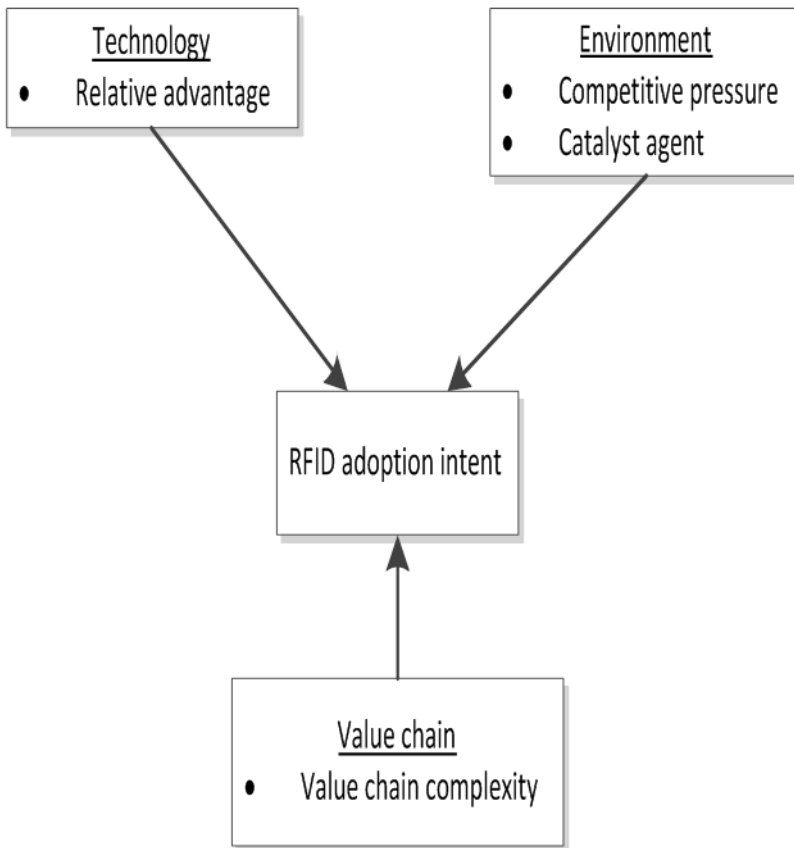 Technology
• Relative advantage
Environment
• Competitive pressure
• Catalyst agent
RFID adoption intent
Value chain
• Value chain complexity